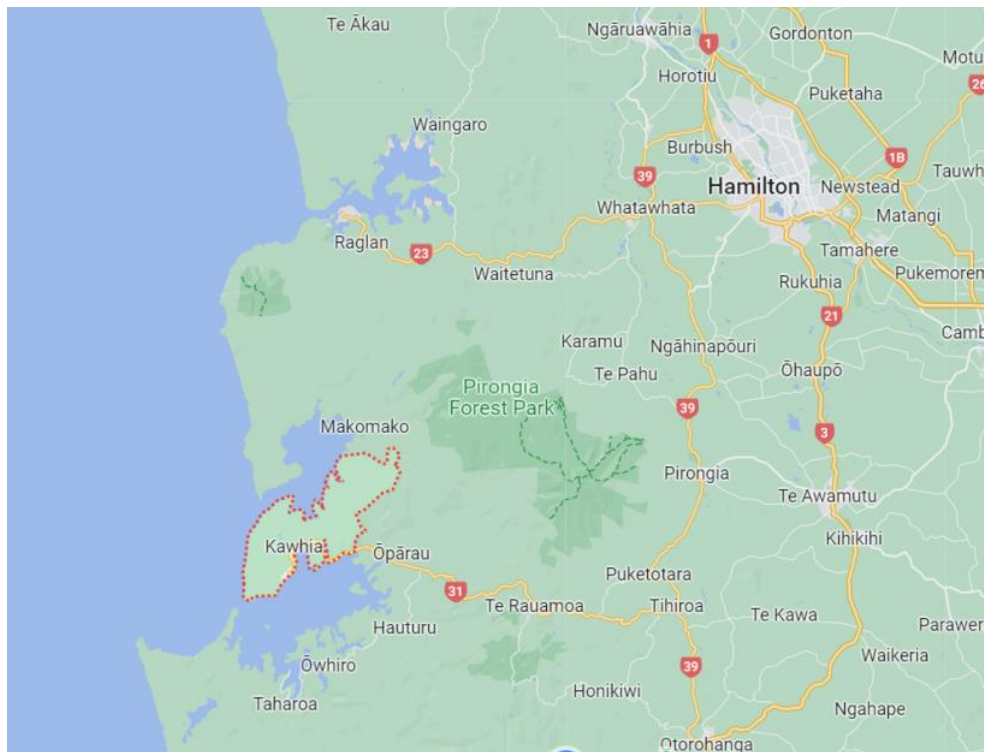 Te Ākau
Ngāruawāhia
1
Gordonton
Horotiu
Motu
26
Puketaha
Waingaro
Burbush
1B
39
Hamilton
Newstead
Tauwh
Whatawhata
Matangi
Raglan
23
Tamahere
Waitetuna
Rukuhia
Pukemorem
21
Karamu
Ngāhinapōuri
Camb
Te Pahu
Ōhaupō
Pirongia
Forest Park
39
Makomako
3
Pirongia
Te Awamutu
Kihikihi
Kawhia
Ōpārau
Puketotara
31
Te Rauamoa
Tihiroa
Te Kawa
Hauturu
Parawer
Waikeria
Ōwhiro
39
Taharoa
Honikiwi
Ngahape
Otorohanga